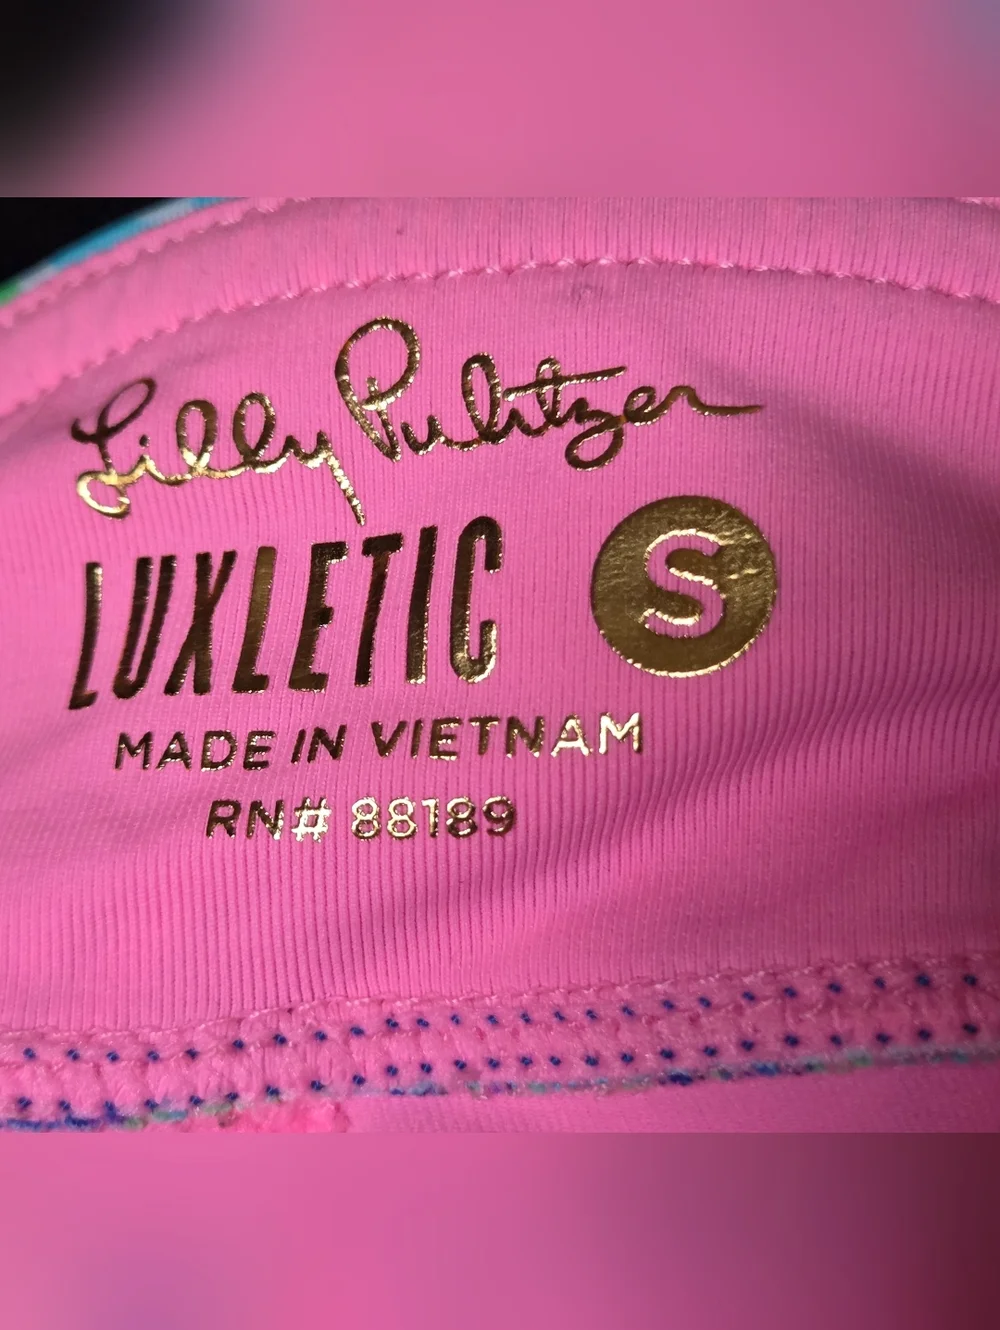 Lilly Pulitzer
LUXLETIC
S
MADE IN VIETNAM
RN# 88189